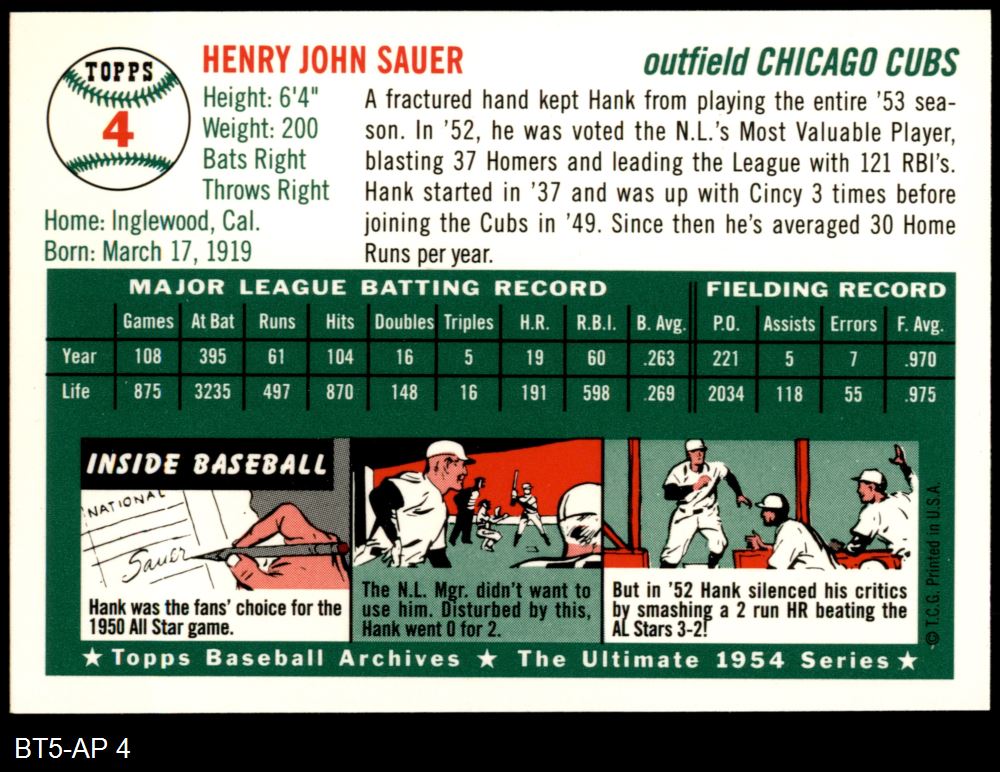 TOPPS
4
HENRY JOHN SAUER
outfield CHICAGO CUBS
Height: 6'4"
Weight: 200
Bats Right
Throws Right
Home: Inglewood, Cal.
Born: March 17, 1919
A fractured hand kept Hank from playing the entire '53 sea-
son. In '52, he was voted the N.L.'s Most Valuable Player,
blasting 37 Homers and leading the League with 121 RBI's.
Hank started in '37 and was up with Cincy 3 times before
joining the Cubs in '49. Since then he's averaged 30 Home
Runs per year.
MAJOR LEAGUE BATTING RECORD FIELDING RECORD
Games At Bat Runs Hits Doubles Triples H.R. R.B.I. B. Avg. P.O. Assists Errors F. Avg.
Year 108 395 61 104 16 5 19 60 .263 221 5 7 .970
Life 875 3235 497 870 148 16 191 598 .269 2034 118 55 .975
INSIDE BASEBALL
NATIONAL
Sauer
Hank was the fans' choice for the
1950 All Star game.
The N.L. Mgr. didn't want to
use him. Disturbed by this,
Hank went 0 for 2.
But in '52 Hank silenced his critics
by smashing a 2 run HR beating the
AL Stars 3-2!
© T.C.G. Printed in U.S.A.
★ Topps Baseball Archives ★ The Ultimate 1954 Series ★
BT5-AP 4